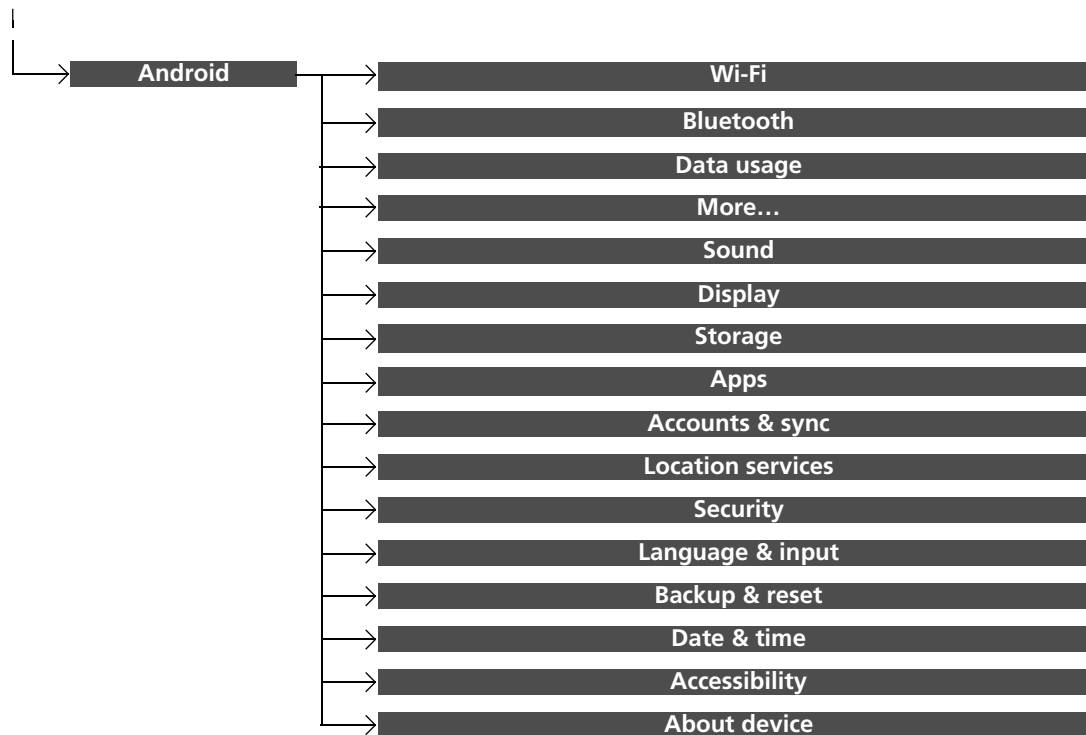 Android
Wi-Fi
Bluetooth
Data usage
More…
Sound
Display
Storage
Apps
Accounts & sync
Location services
Security
Language & input
Backup & reset
Date & time
Accessibility
About device